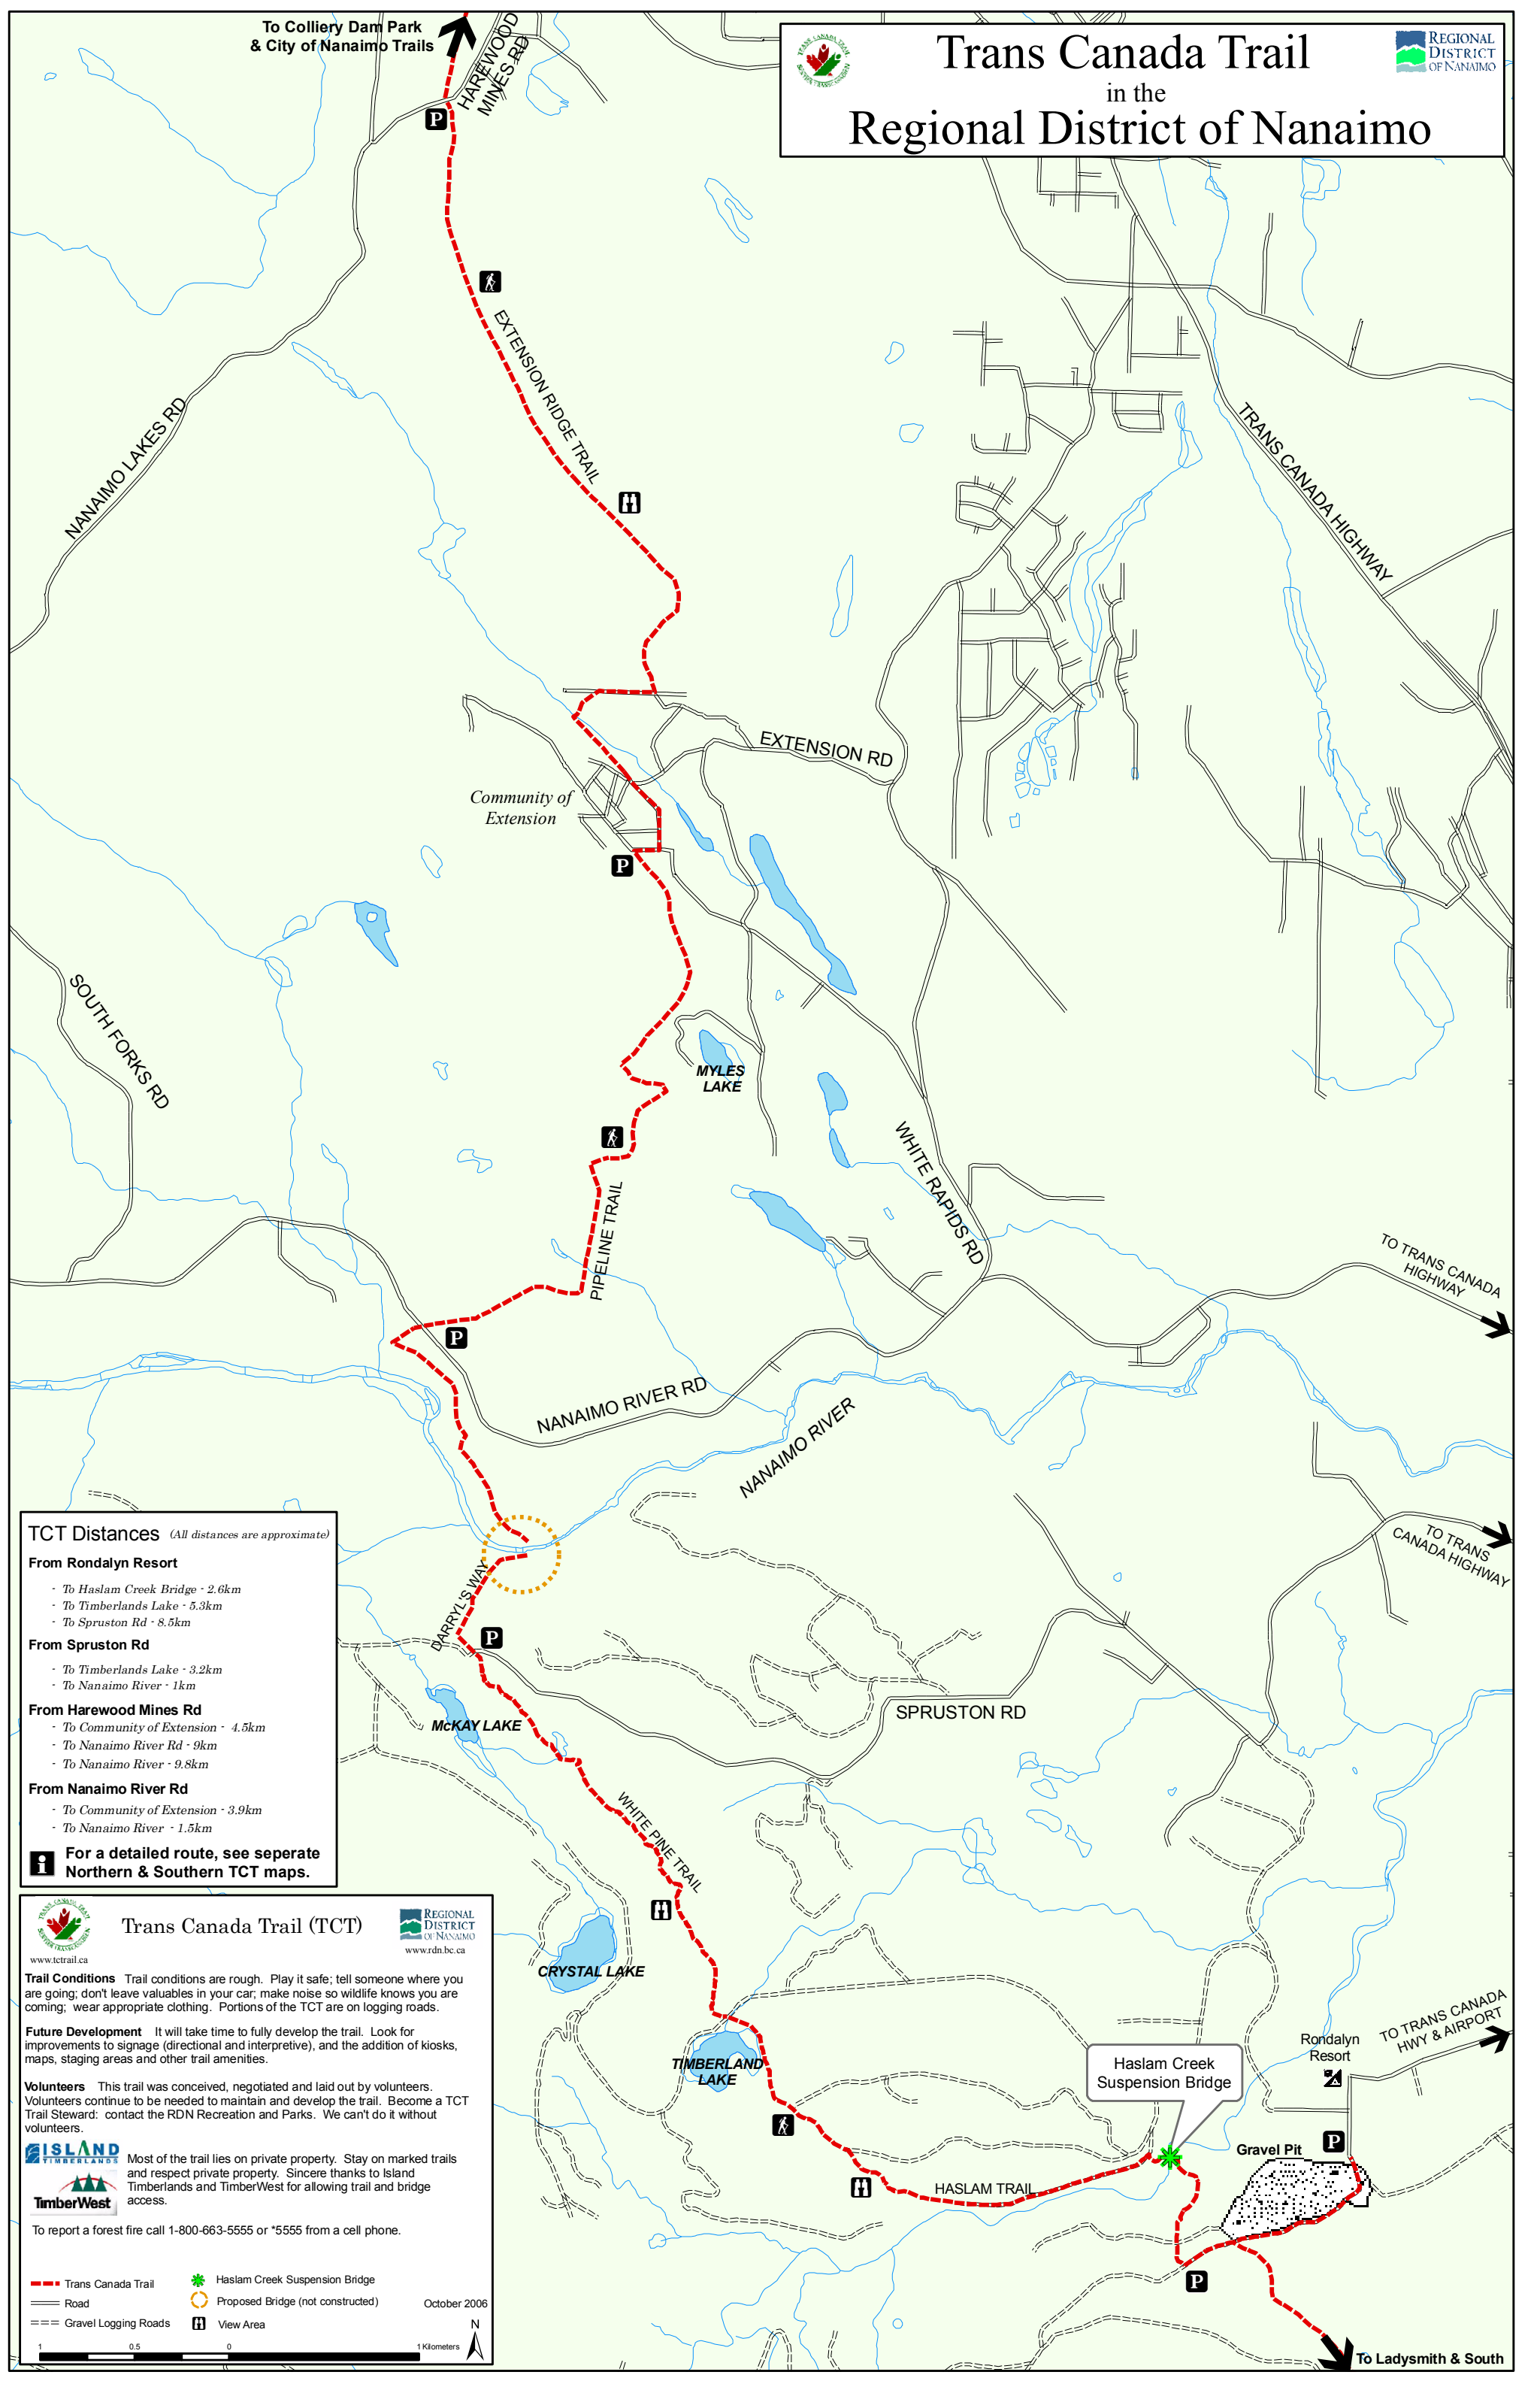 To Colliery Dam Park
& City of Nanaimo Trails
HAREWOOD
MINES RD
P
Trans Canada Trail
in the
Regional District of Nanaimo
REGIONAL
DISTRICT
OF NANAIMO
EXTENSION RIDGE TRAIL
NANAIMO LAKES RD
TRANS CANADA HIGHWAY
EXTENSION RD
Community of
Extension
P
SOUTH FORKS RD
MYLES
LAKE
WHITE RAPIDS RD
PIPELINE TRAIL
TO TRANS CANADA
HIGHWAY
P
NANAIMO RIVER RD
NANAIMO RIVER
TO TRANS
CANADA HIGHWAY
DARRYL'S WAY
P
SPRUSTON RD
McKAY LAKE
WHITE PINE TRAIL
CRYSTAL LAKE
TIMBERLAND
LAKE
Haslam Creek
Suspension Bridge
Rondalyn
Resort
TO TRANS CANADA
HWY & AIRPORT
P
Gravel Pit
HASLAM TRAIL
P
To Ladysmith & South
TCT Distances (All distances are approximate)
From Rondalyn Resort
- To Haslam Creek Bridge - 2.6km
- To Timberlands Lake - 5.3km
- To Spruston Rd - 8.5km
From Spruston Rd
- To Timberlands Lake - 3.2km
- To Nanaimo River - 1km
From Harewood Mines Rd
- To Community of Extension - 4.5km
- To Nanaimo River Rd - 9km
- To Nanaimo River - 9.8km
From Nanaimo River Rd
- To Community of Extension - 3.9km
- To Nanaimo River - 1.5km
i For a detailed route, see seperate
Northern & Southern TCT maps.
Trans Canada Trail (TCT)
REGIONAL
DISTRICT
OF NANAIMO
www.tctrail.ca
www.rdn.bc.ca
Trail Conditions Trail conditions are rough. Play it safe; tell someone where you
are going; don't leave valuables in your car; make noise so wildlife knows you are
coming; wear appropriate clothing. Portions of the TCT are on logging roads.
Future Development It will take time to fully develop the trail. Look for
improvements to signage (directional and interpretive), and the addition of kiosks,
maps, staging areas and other trail amenities.
Volunteers This trail was conceived, negotiated and laid out by volunteers.
Volunteers continue to be needed to maintain and develop the trail. Become a TCT
Trail Steward: contact the RDN Recreation and Parks. We can't do it without
volunteers.
ISLAND
TIMBERLANDS
TimberWest
Most of the trail lies on private property. Stay on marked trails
and respect private property. Sincere thanks to Island
Timberlands and TimberWest for allowing trail and bridge
access.
To report a forest fire call 1-800-663-5555 or *5555 from a cell phone.
Trans Canada Trail
Road
Gravel Logging Roads
Haslam Creek Suspension Bridge
Proposed Bridge (not constructed)
View Area
October 2006
N
1 0.5 0 1 Kilometers